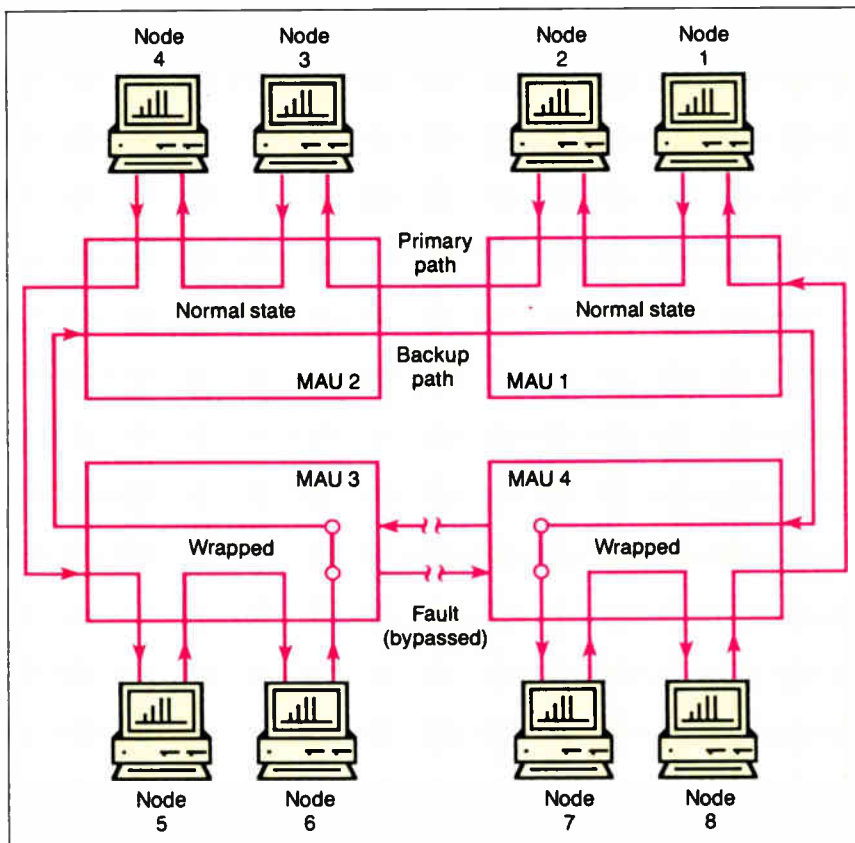 Node
4
Node
3
Node
2
Node
1
Primary
path
Normal state
Normal state
Backup
path
MAU 2
MAU 1
MAU 3
MAU 4
Wrapped
Wrapped
Fault
(bypassed)
Node
5
Node
6
Node
7
Node
8